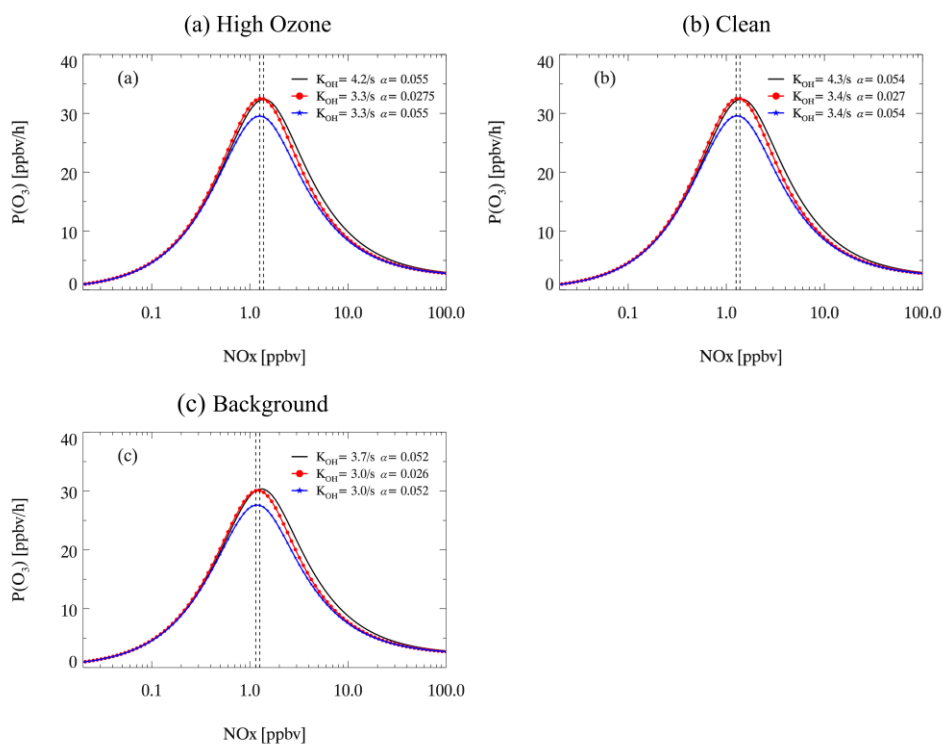 (a) High Ozone
(a)
K_OH= 4.2/s α= 0.055
K_OH= 3.3/s α= 0.0275
K_OH= 3.3/s α= 0.055
P(O₃) [ppbv/h]
40
30
20
10
0
0.1 1.0 10.0 100.0
NOx [ppbv]
(b) Clean
(b)
K_OH= 4.3/s α= 0.054
K_OH= 3.4/s α= 0.027
K_OH= 3.4/s α= 0.054
P(O₃) [ppbv/h]
40
30
20
10
0
0.1 1.0 10.0 100.0
NOx [ppbv]
(c) Background
(c)
K_OH= 3.7/s α= 0.052
K_OH= 3.0/s α= 0.026
K_OH= 3.0/s α= 0.052
P(O₃) [ppbv/h]
40
30
20
10
0
0.1 1.0 10.0 100.0
NOx [ppbv]